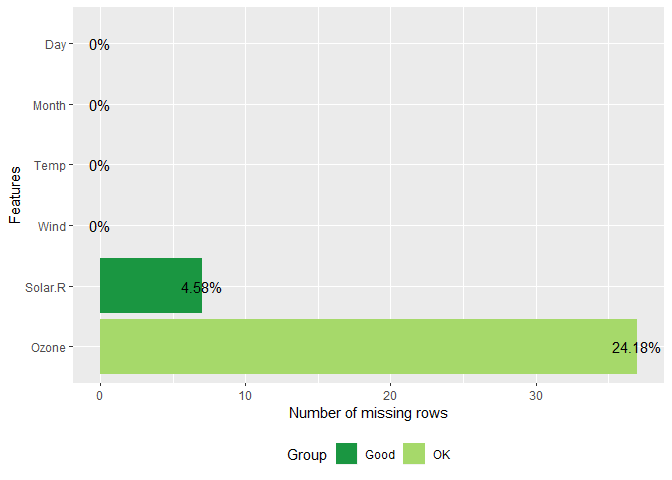 Day 0%
Month 0%
Temp 0%
Wind 0%
Solar.R 4.58%
Ozone 24.18%
Features
0 10 20 30
Number of missing rows
Group Good OK